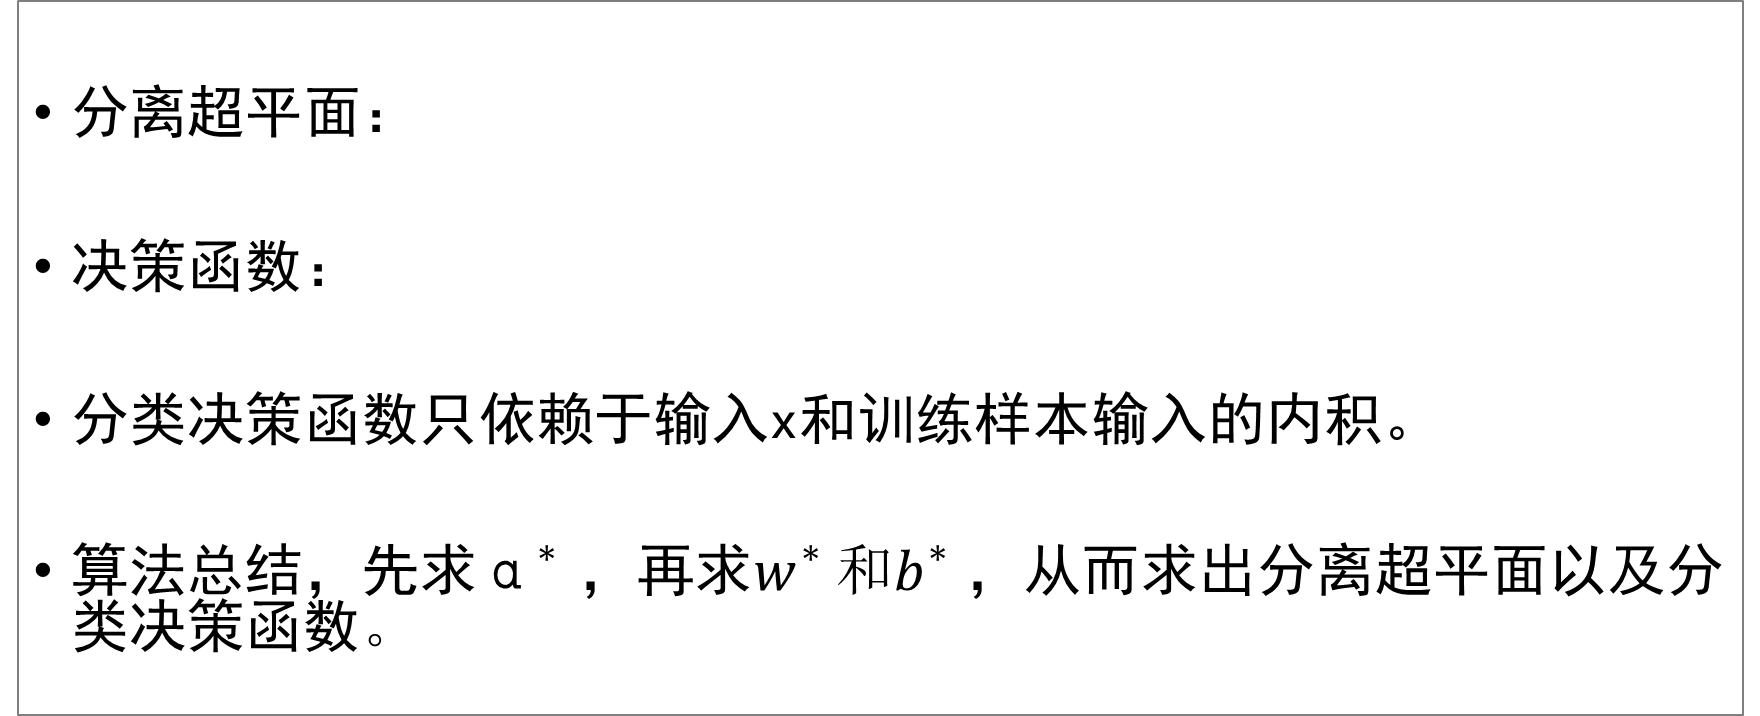 • 分离超平面：
• 决策函数：
• 分类决策函数只依赖于输入x和训练样本输入的内积。
• 算法总结，先求α*，再求w* 和b*，从而求出分离超平面以及分
类决策函数。